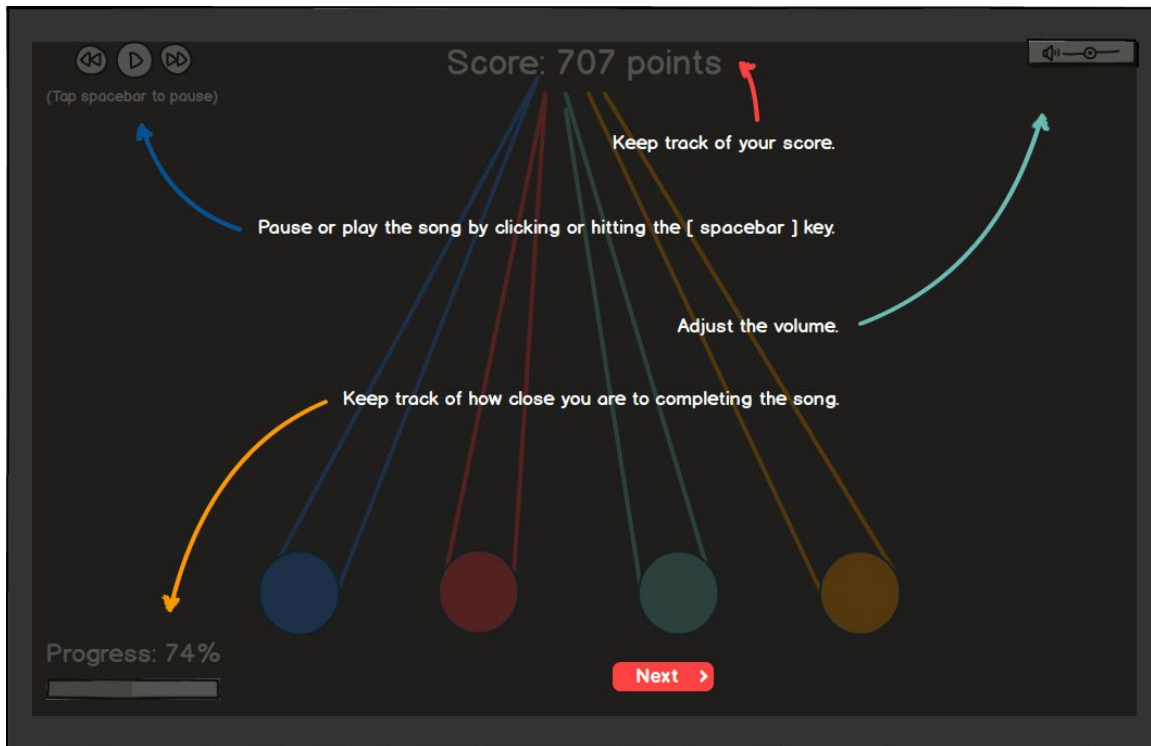 Score: 707 points
(Tap spacebar to pause)
Keep track of your score.
Pause or play the song by clicking or hitting the [ spacebar ] key.
Adjust the volume.
Keep track of how close you are to completing the song.
Progress: 74%
Next >